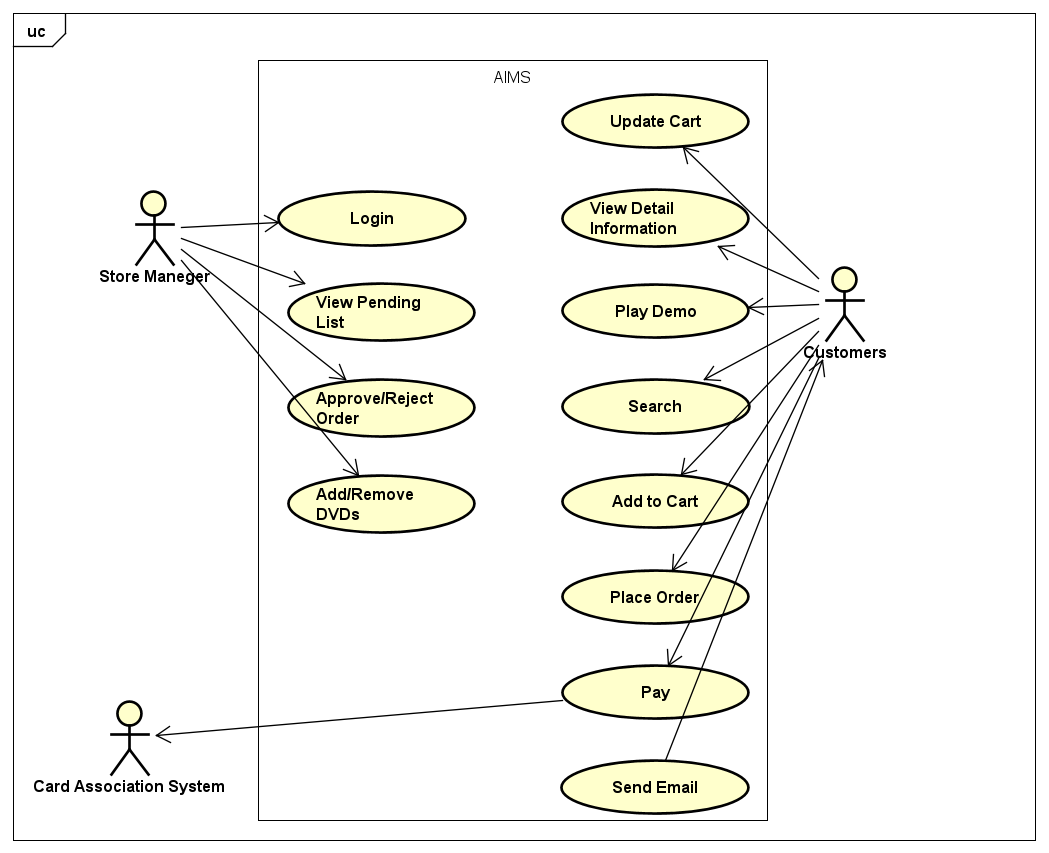 uc
AIMS
Update Cart
Login
View Detail
Information
Store Maneger
View Pending
List
Play Demo
Customers
Approve/Reject
Order
Search
Add/Remove
DVDs
Add to Cart
Place Order
Pay
Card Association System
Send Email